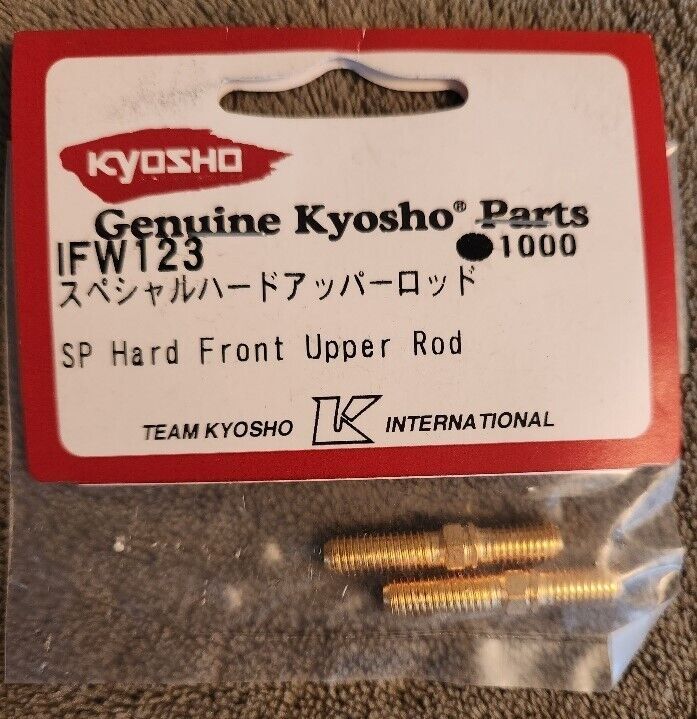 KYOSHO
Genuine Kyosho® Parts
IFW123 ●1000
スペシャルハードアッパーロッド
SP Hard Front Upper Rod
TEAM KYOSHO K INTERNATIONAL